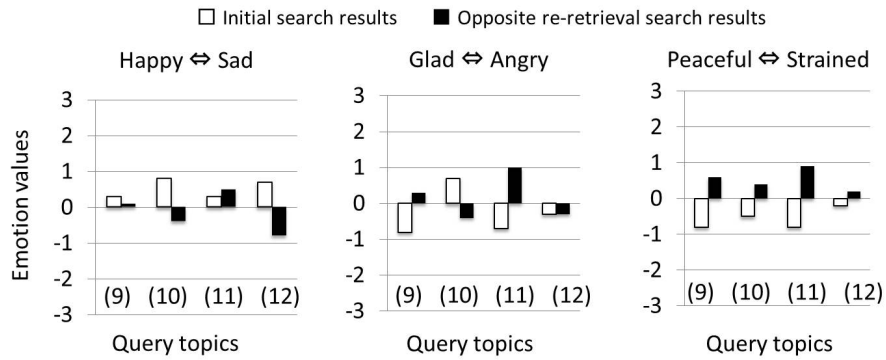 Initial search results Opposite re-retrieval search results
Happy ⇔ Sad
Emotion values
3
2
1
0
-1
-2
-3
(9) (10) (11) (12)
Query topics
Glad ⇔ Angry
3
2
1
0
-1
-2
-3
(9) (10) (11) (12)
Query topics
Peaceful ⇔ Strained
3
2
1
0
-1
-2
-3
(9) (10) (11) (12)
Query topics